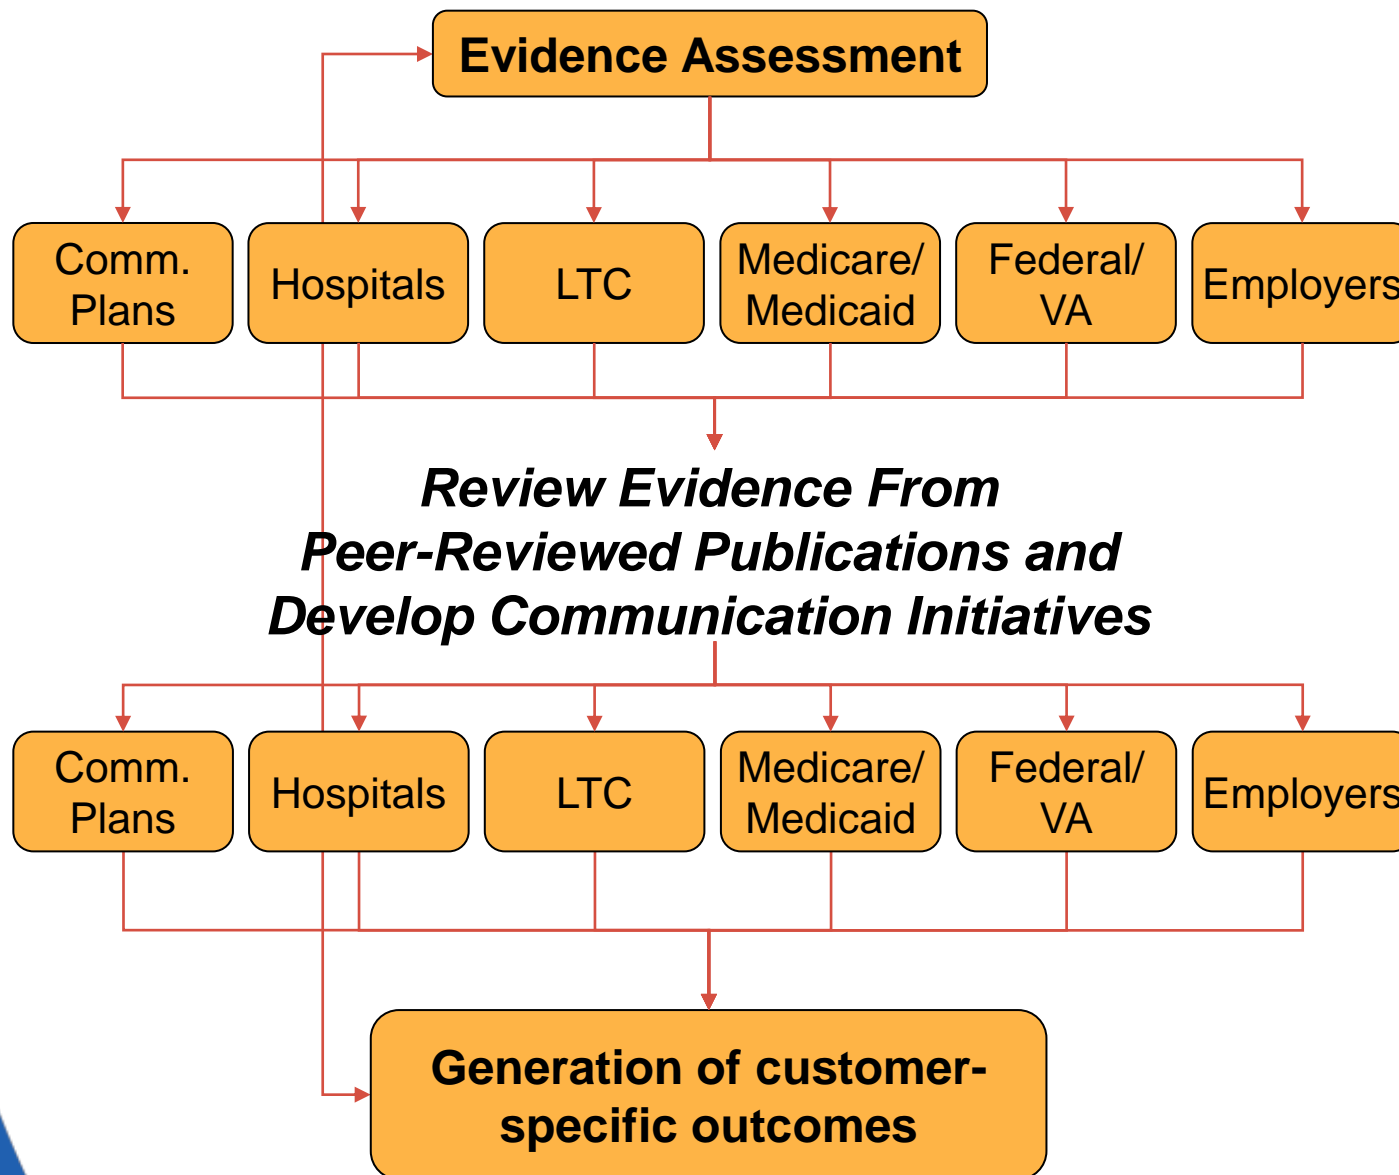 Evidence Assessment
Comm.
Plans
Hospitals
LTC
Medicare/
Medicaid
Federal/
VA
Employers
Review Evidence From
Peer-Reviewed Publications and
Develop Communication Initiatives
Comm.
Plans
Hospitals
LTC
Medicare/
Medicaid
Federal/
VA
Employers
Generation of customer-
specific outcomes